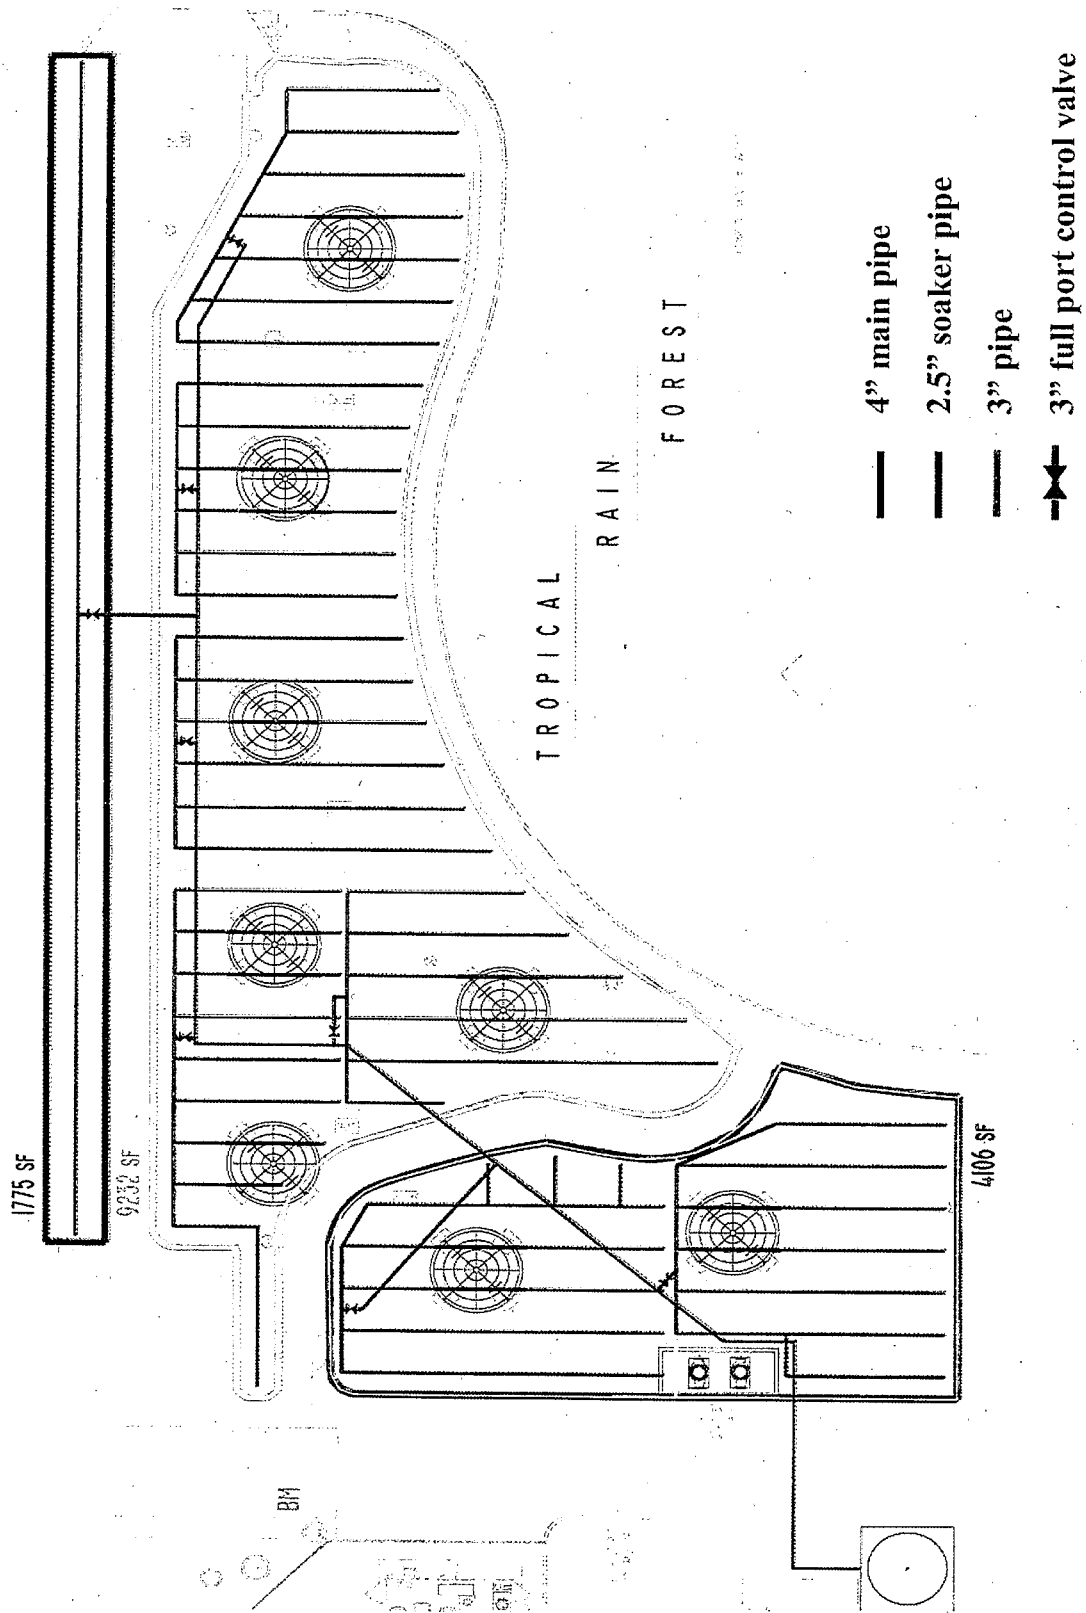 1775 SF
9232 SF
TROPICAL
RAIN
FOREST
4106 SF
BM
4” main pipe
2.5” soaker pipe
3” pipe
3” full port control valve